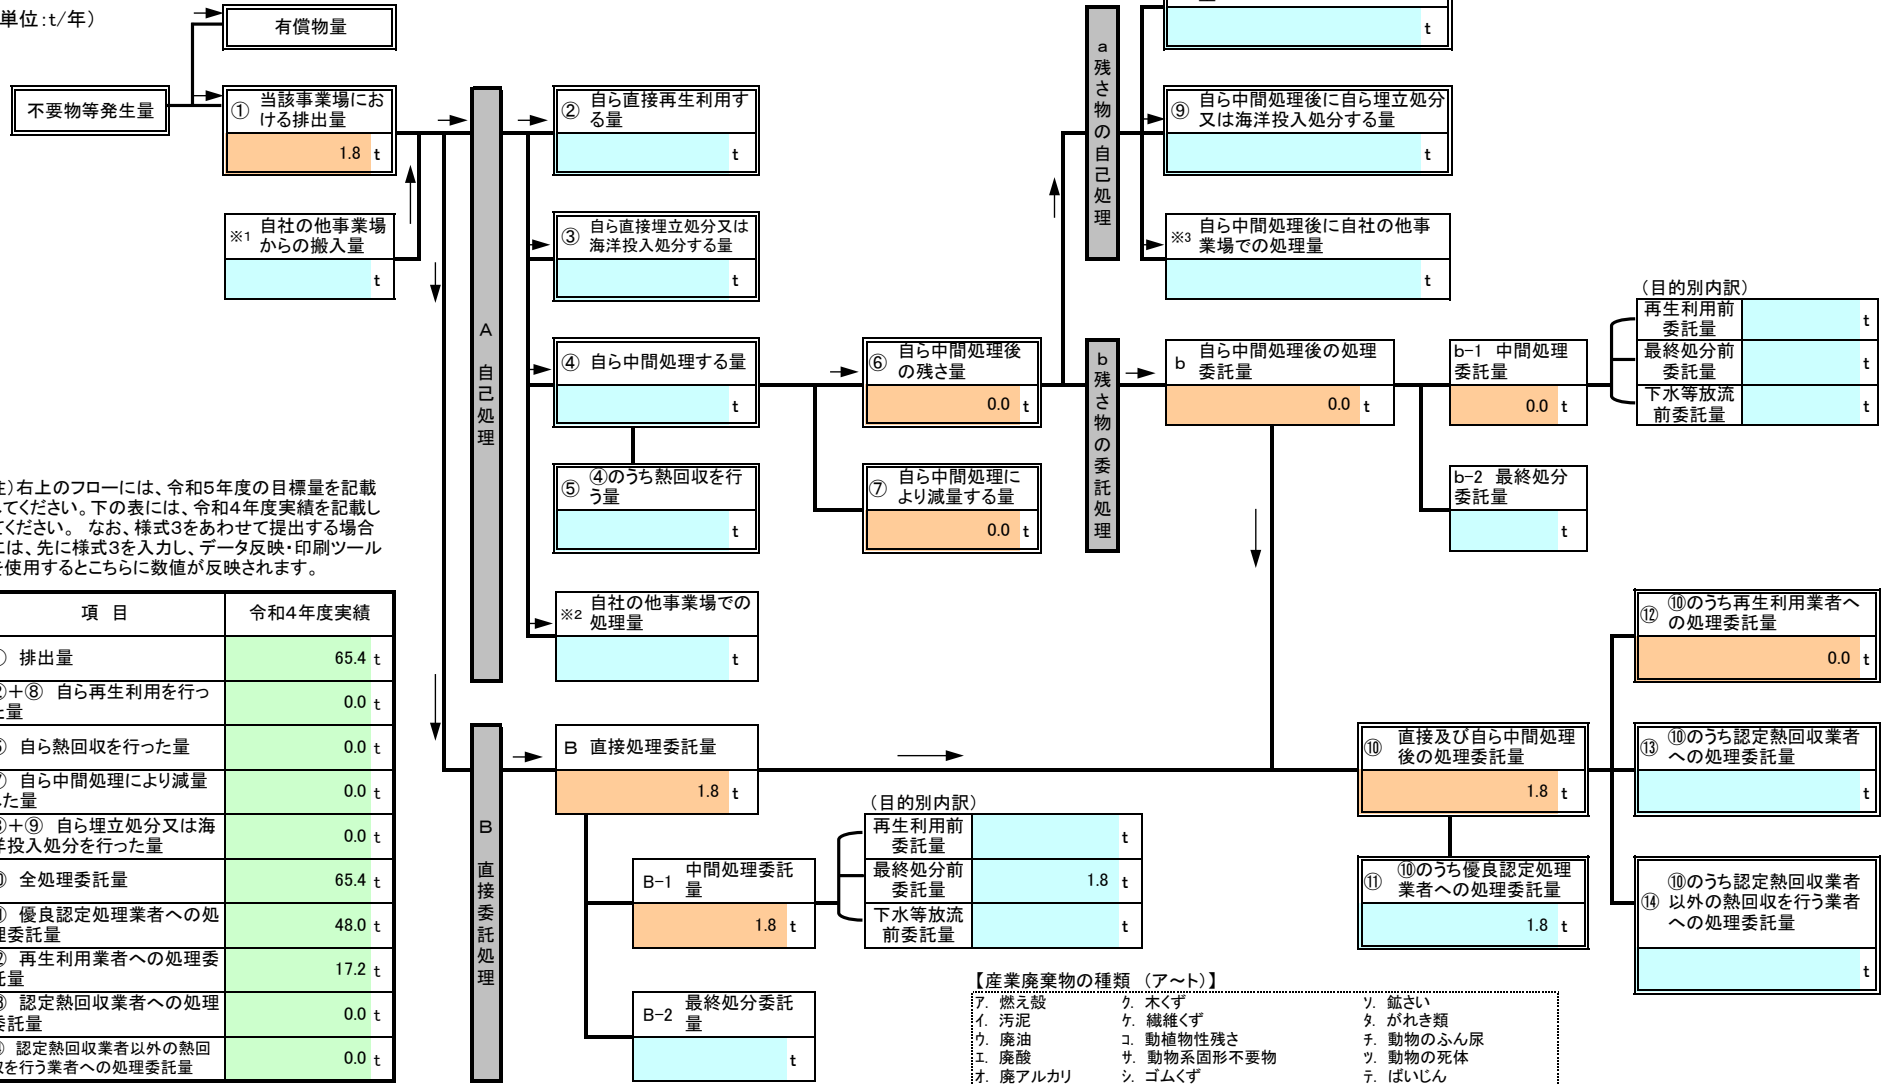 単位:t/年）
有償物量
不要物等発生量
① 当該事業場にお
ける排出量
1.8 t
※1 自社の他事業場
からの搬入量
t
A 自己処理
② 自ら直接再生利用す
る量
t
③ 自ら直接埋立処分又は
海洋投入処分する量
t
④ 自ら中間処理する量
t
⑤ ④のうち熱回収を行
う量
t
※2 自社の他事業場での
処理量
t
⑥ 自ら中間処理後
の残さ量
0.0 t
⑦ 自ら中間処理に
より減量する量
0.0 t
a 残さ物の自己処理
t
⑨ 自ら中間処理後に自ら埋立処分
又は海洋投入処分する量
t
※3 自ら中間処理後に自社の他事
業場での処理量
t
b 残さ物の委託処理
b 自ら中間処理後の処理
委託量
0.0 t
b-1 中間処理
委託量
0.0 t
b-2 最終処分
委託量
t
（目的別内訳）
再生利用前
委託量
t
最終処分前
委託量
t
下水等放流
前委託量
t
）右上のフローには、令和5年度の目標量を記載
てください。下の表には、令和4年度実績を記載し
ください。 なお、様式3をあわせて提出する場合
は、先に様式3を入力し、データ反映・印刷ツール
使用するとこちらに数値が反映されます。
項 目 令和4年度実績
排出量 65.4 t
+⑧ 自ら再生利用を行っ
量 0.0 t
自ら熱回収を行った量 0.0 t
自ら中間処理により減量
た量 0.0 t
+⑨ 自ら埋立処分又は海
投入処分を行った量 0.0 t
全処理委託量 65.4 t
優良認定処理業者への処
委託量 48.0 t
再生利用業者への処理委
量 17.2 t
認定熱回収業者への処理
託量 0.0 t
認定熱回収業者以外の熱回
を行う業者への処理委託量 0.0 t
B 直接委託処理
B 直接処理委託量
1.8 t
B-1 中間処理委託
量
1.8 t
B-2 最終処分委託
量
t
（目的別内訳）
再生利用前
委託量
t
最終処分前
委託量
1.8 t
下水等放流
前委託量
t
⑩ 直接及び自ら中間処理
後の処理委託量
1.8 t
⑪ ⑩のうち優良認定処理
業者への処理委託量
1.8 t
⑫ ⑩のうち再生利用業者へ
の処理委託量
0.0 t
⑬ ⑩のうち認定熱回収業者
への処理委託量
t
⑭ ⑩のうち認定熱回収業者
以外の熱回収を行う業者
への処理委託量
t
【産業廃棄物の種類 （ア～ト）】
ア. 燃え殻 ク. 木くず ソ. 鉱さい
イ. 汚泥 ケ. 繊維くず タ. がれき類
ウ. 廃油 コ. 動植物性残さ チ. 動物のふん尿
エ. 廃酸 サ. 動物系固形不要物 ツ. 動物の死体
オ. 廃アルカリ シ. ゴムくず テ. ばいじん